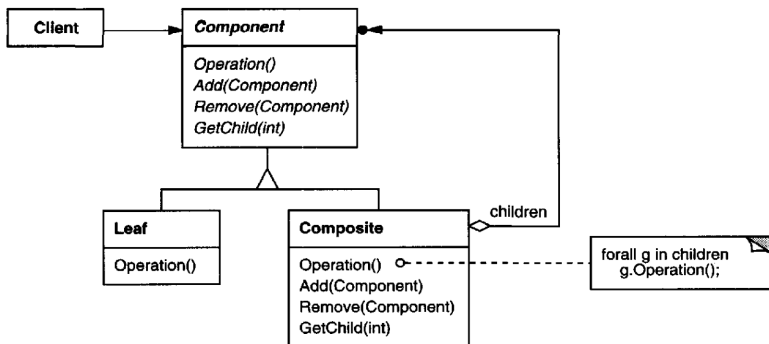 Client
Component
Operation()
Add(Component)
Remove(Component)
GetChild(int)
children
Leaf
Operation()
Composite
Operation()
Add(Component)
Remove(Component)
GetChild(int)
forall g in children
g.Operation();